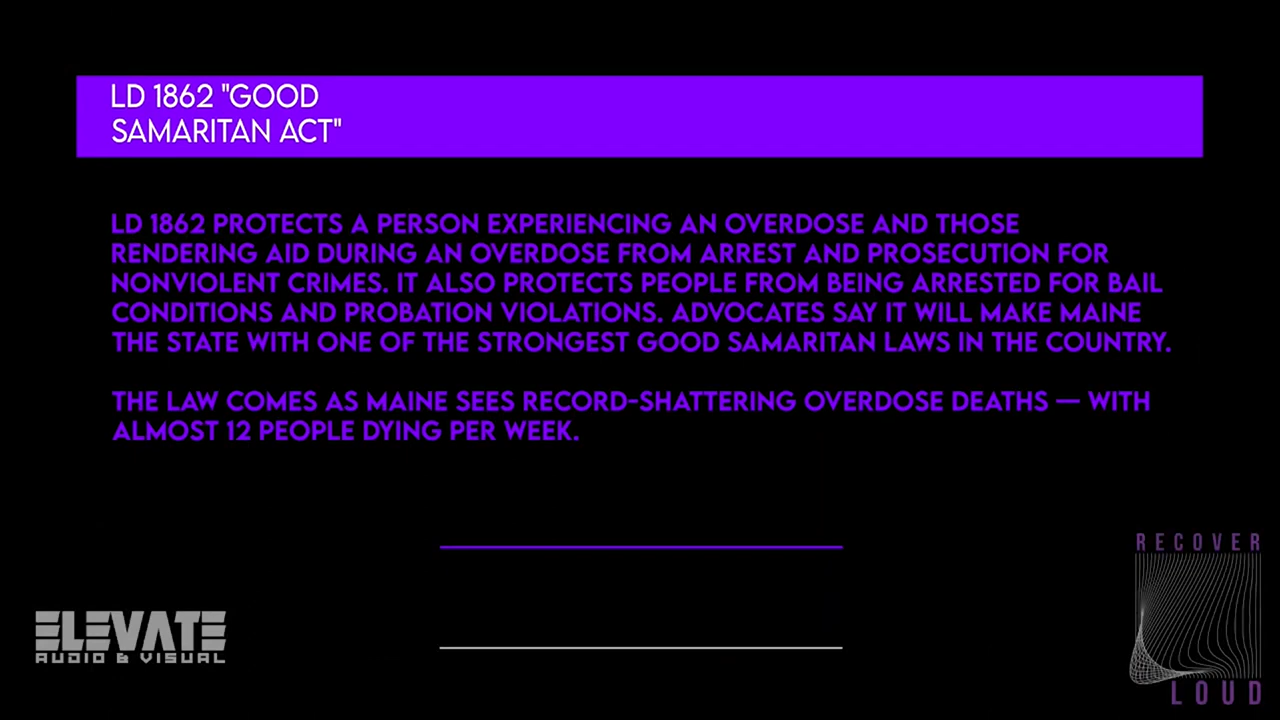 LD 1862 "GOOD
SAMARITAN ACT"
LD 1862 PROTECTS A PERSON EXPERIENCING AN OVERDOSE AND THOSE
RENDERING AID DURING AN OVERDOSE FROM ARREST AND PROSECUTION FOR
NONVIOLENT CRIMES. IT ALSO PROTECTS PEOPLE FROM BEING ARRESTED FOR BAIL
CONDITIONS AND PROBATION VIOLATIONS. ADVOCATES SAY IT WILL MAKE MAINE
THE STATE WITH ONE OF THE STRONGEST GOOD SAMARITAN LAWS IN THE COUNTRY.
THE LAW COMES AS MAINE SEES RECORD-SHATTERING OVERDOSE DEATHS — WITH
ALMOST 12 PEOPLE DYING PER WEEK.
ELEVATE
AUDIO & VISUAL
RECOVER
LOUD